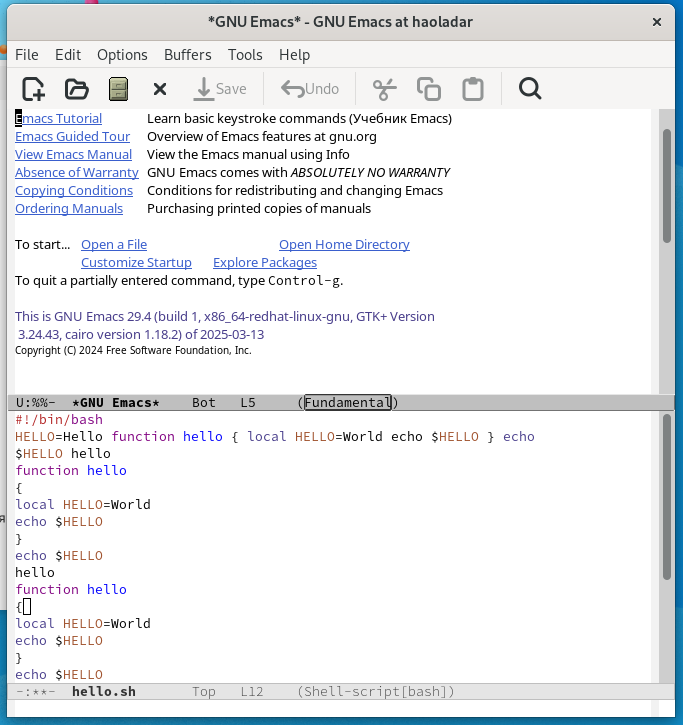 *GNU Emacs* - GNU Emacs at haoladar
File Edit Options Buffers Tools Help
Save Undo
Emacs Tutorial Learn basic keystroke commands (Учебник Emacs)
Emacs Guided Tour Overview of Emacs features at gnu.org
View Emacs Manual View the Emacs manual using Info
Absence of Warranty GNU Emacs comes with ABSOLUTELY NO WARRANTY
Copying Conditions Conditions for redistributing and changing Emacs
Ordering Manuals Purchasing printed copies of manuals
To start... Open a File Open Home Directory
Customize Startup Explore Packages
To quit a partially entered command, type Control-g.
This is GNU Emacs 29.4 (build 1, x86_64-redhat-linux-gnu, GTK+ Version
3.24.43, cairo version 1.18.2) of 2025-03-13
Copyright (C) 2024 Free Software Foundation, Inc.
U:%%- *GNU Emacs* Bot L5 (Fundamental)
#!/bin/bash
HELLO=Hello function hello { local HELLO=World echo $HELLO } echo
$HELLO hello
function hello
{
local HELLO=World
echo $HELLO
}
echo $HELLO
hello
function hello
{
local HELLO=World
echo $HELLO
}
echo $HELLO
-:**- hello.sh Top L12 (Shell-script[bash])